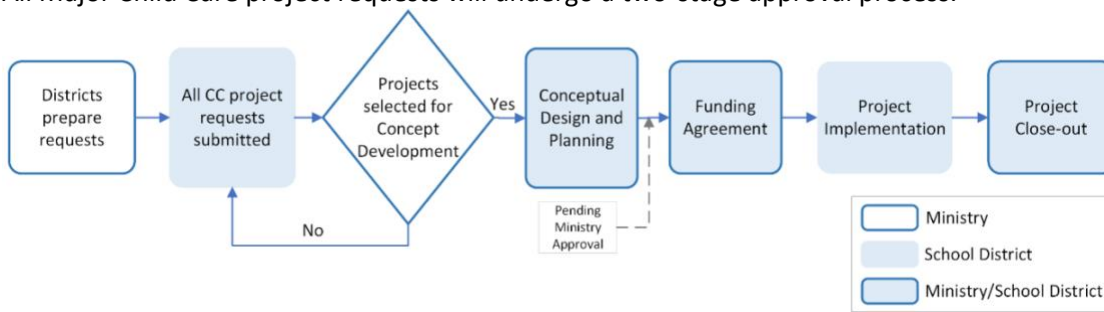 All major Child Care project requests will undergo a two-stage approval process.
Districts
prepare
requests
All CC project
requests
submitted
Projects
selected for
Concept
Development
Yes
No
Conceptual
Design and
Planning
Pending
Ministry
Approval
Funding
Agreement
Project
Implementation
Project
Close-out
Ministry
School District
Ministry/School District